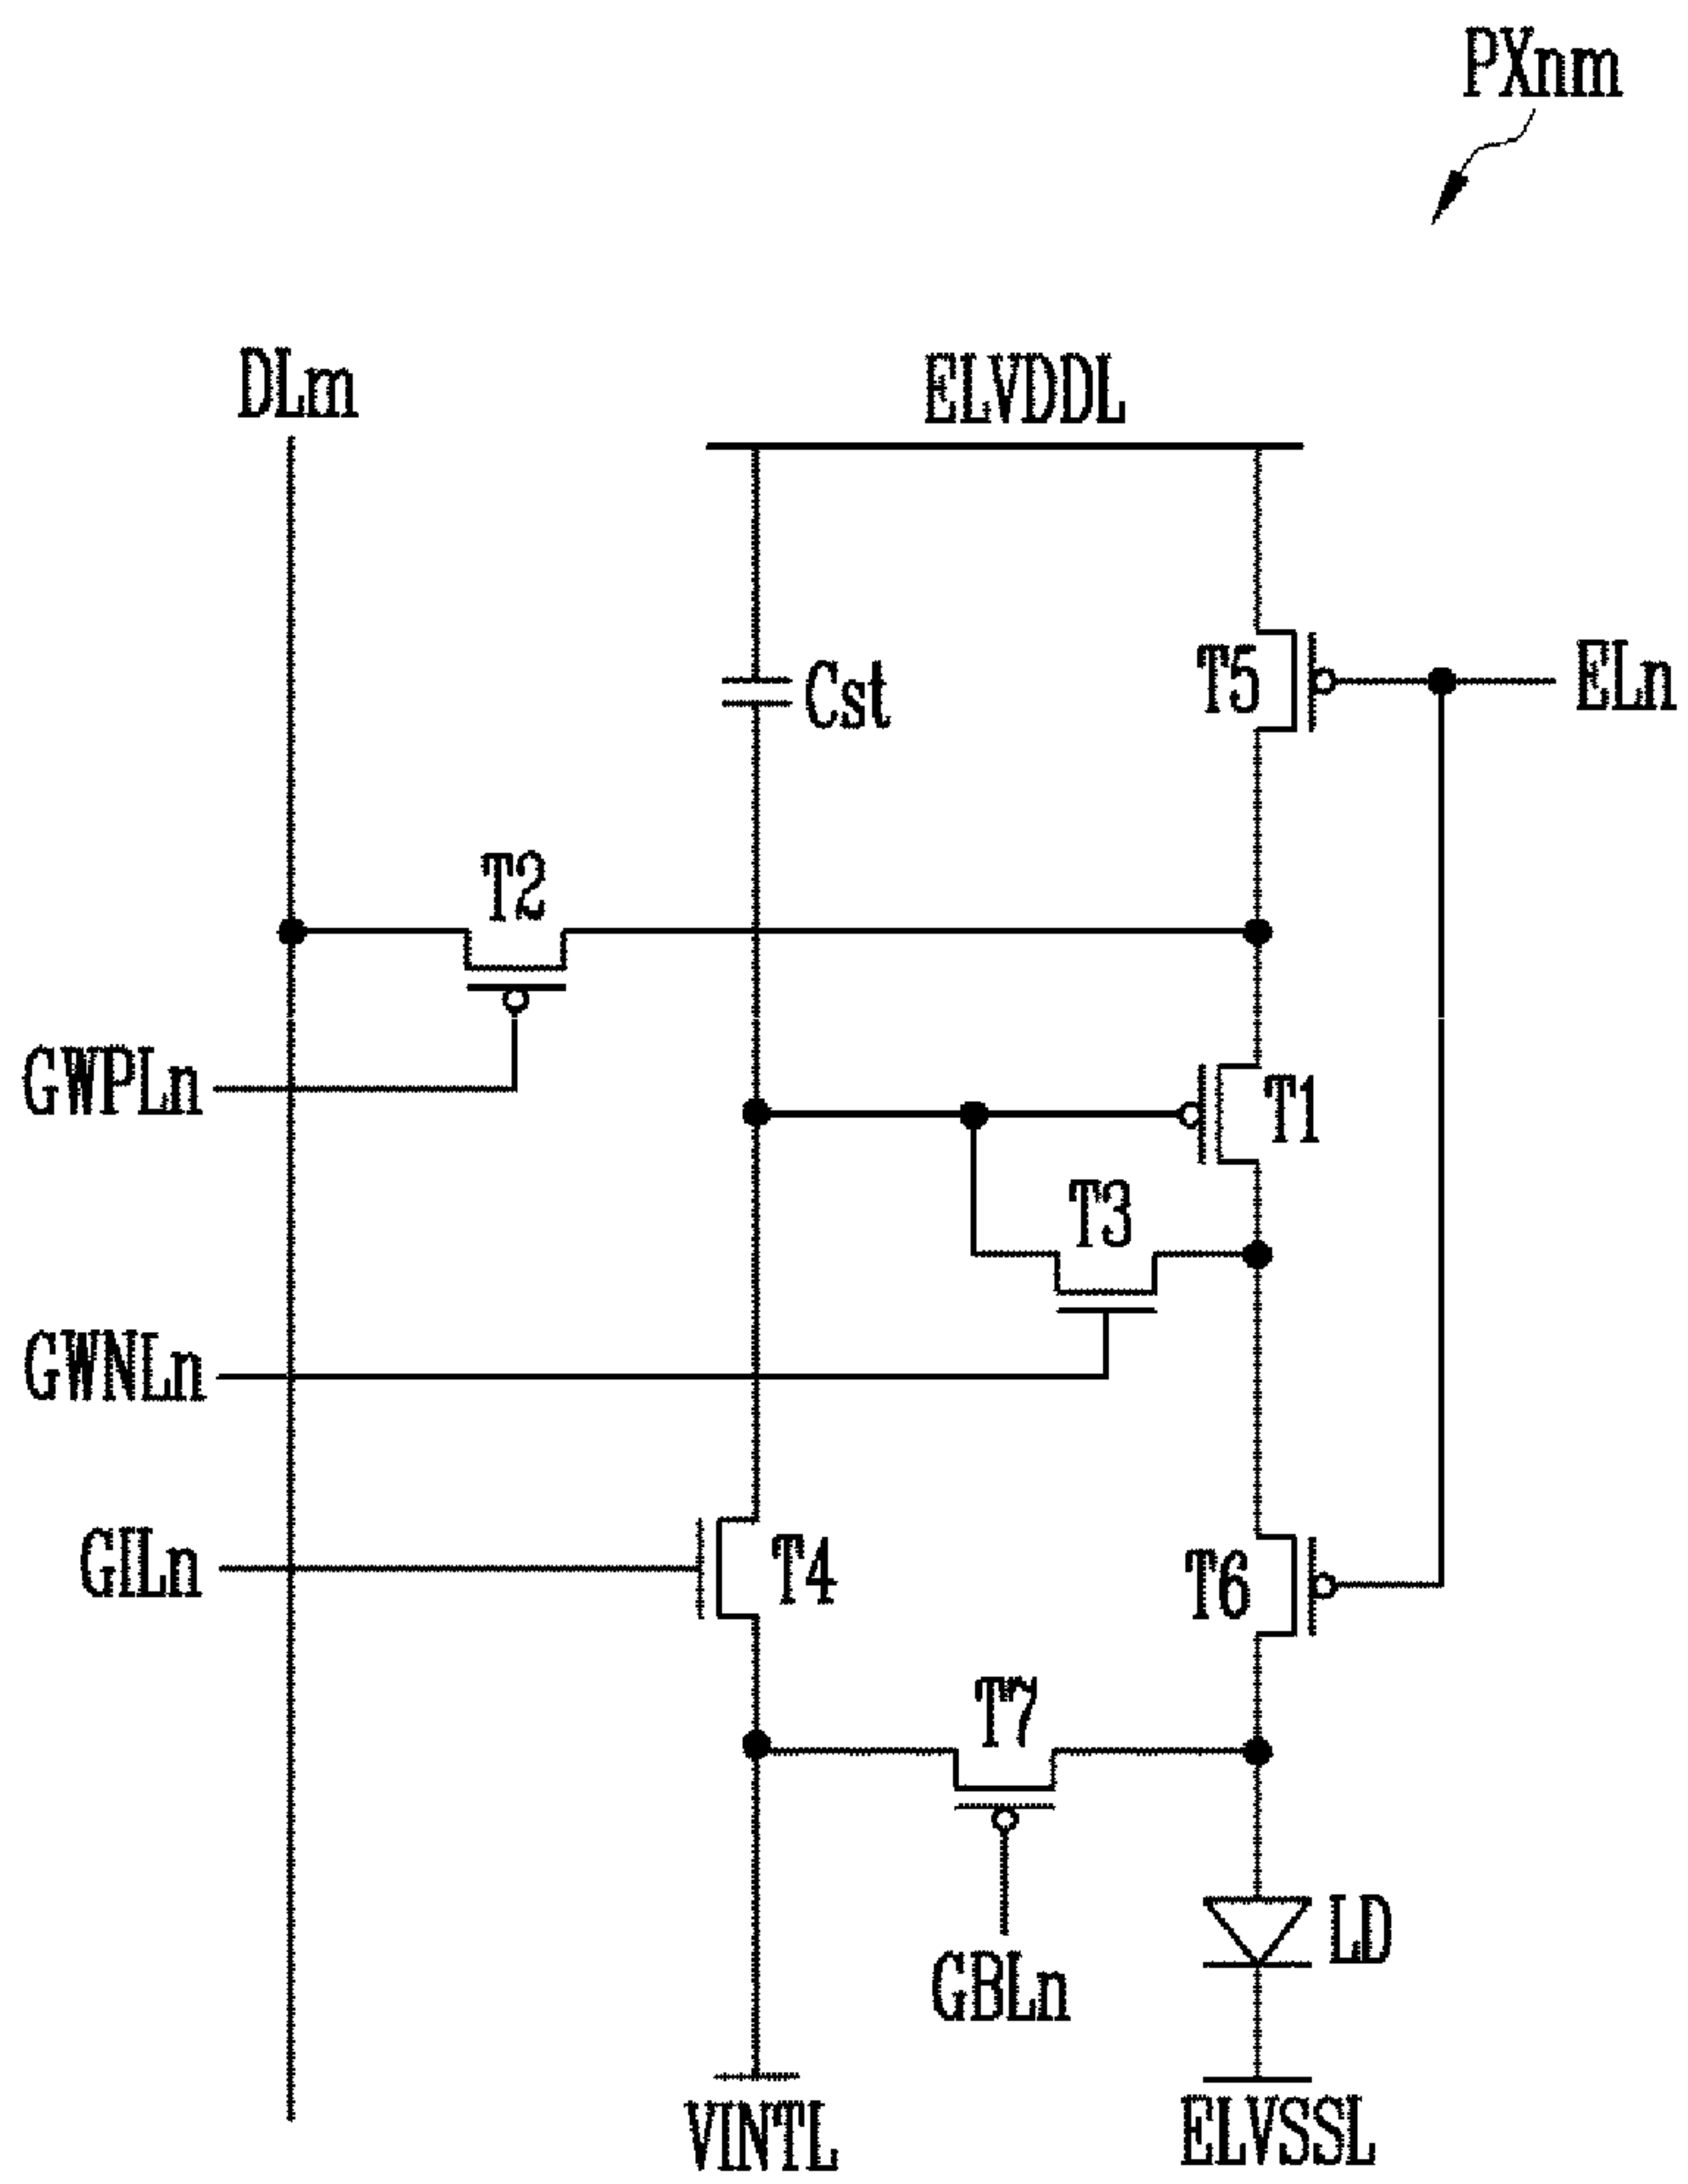 PXnm
DLm
ELVDDL
Cst
T5
ELn
T2
GWPLn
T1
T3
GWNLn
GILn
T4
T6
T7
LD
GBLn
VINTL
ELVSSL